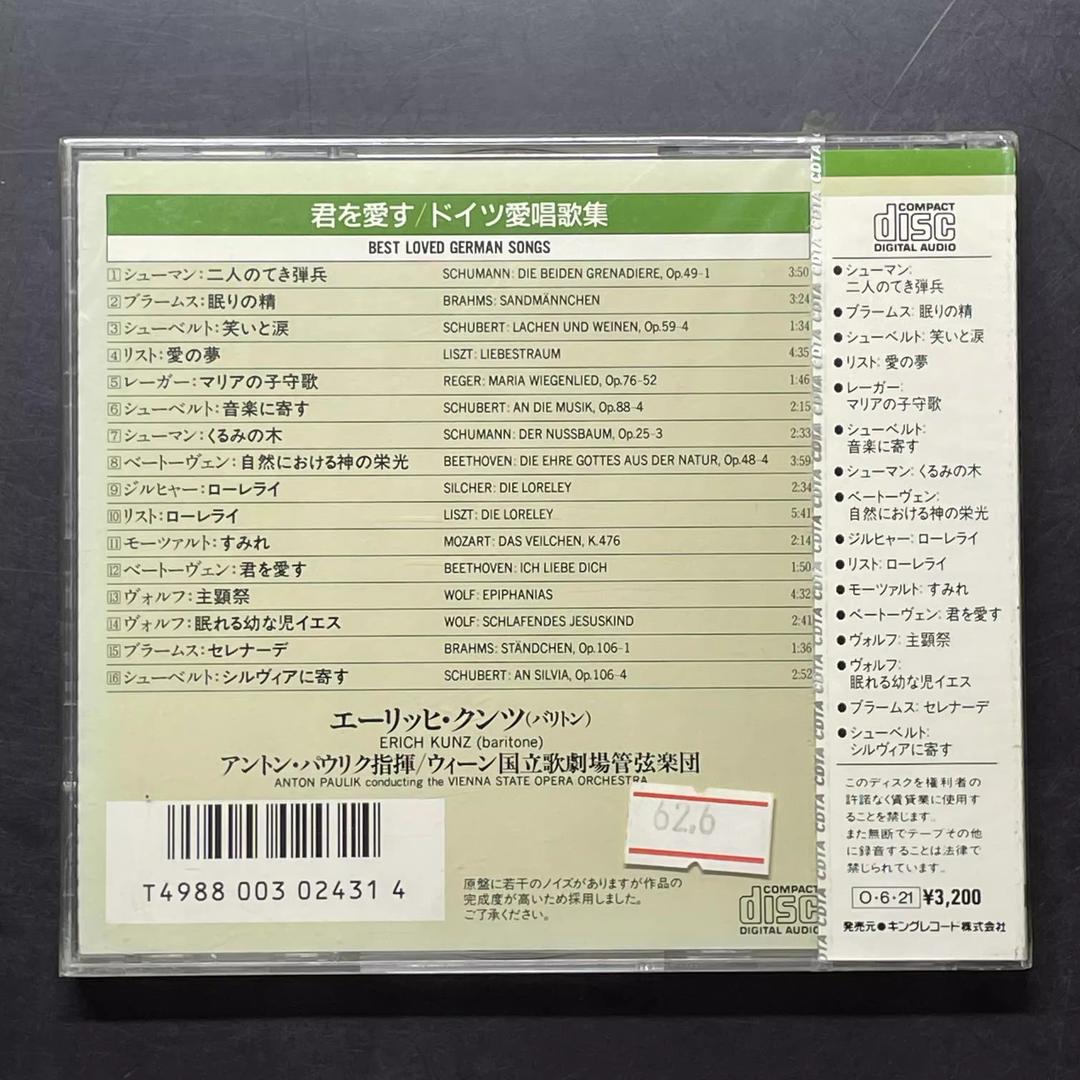 君を愛す/ドイツ愛唱歌集
BEST LOVED GERMAN SONGS
1 シューマン:二人のてき弾兵 SCHUMANN: DIE BEIDEN GRENADIERE, Op.49-1 3:50
2 ブラームス:眠りの精 BRAHMS: SANDMÄNNCHEN 3:24
3 シューベルト:笑いと涙 SCHUBERT: LACHEN UND WEINEN, Op.59-4 1:34
4 リスト:愛の夢 LISZT: LIEBESTRAUM 4:35
5 レーガー:マリアの子守歌 REGER: MARIA WIEGENLIED, Op.76-52 1:46
6 シューベルト:音楽に寄す SCHUBERT: AN DIE MUSIK, Op.88-4 2:15
7 シューマン:くるみの木 SCHUMANN: DER NUSSBAUM, Op.25-3 2:33
8 ベートーヴェン:自然における神の栄光 BEETHOVEN: DIE EHRE GOTTES AUS DER NATUR, Op.48-4 3:59
9 ジルヒャー:ローレライ SILCHER: DIE LORELEY 2:34
10 リスト:ローレライ LISZT: DIE LORELEY 5:41
11 モーツァルト:すみれ MOZART: DAS VEILCHEN, K.476 2:14
12 ベートーヴェン:君を愛す BEETHOVEN: ICH LIEBE DICH 1:50
13 ヴォルフ:主顕祭 WOLF: EPIPHANIAS 4:32
14 ヴォルフ:眠れる幼な児イエス WOLF: SCHLAFENDES JESUSKIND 2:41
15 ブラームス:セレナーデ BRAHMS: STÄNDCHEN, Op.106-1 1:36
16 シューベルト:シルヴィアに寄す SCHUBERT: AN SILVIA, Op.106-4 2:52
エーリッヒ・クンツ(バリトン)
ERICH KUNZ (baritone)
アントン・パウリク指揮/ウィーン国立歌劇場管弦楽団
ANTON PAULIK conducting the VIENNA STATE OPERA ORCHESTRA
62.6
T4988 003 02431 4
原盤に若干のノイズがありますが作品の
完成度が高いため採用しました。
ご了承ください。
COMPACT
disc
DIGITAL AUDIO
CDTA CDTA CDTA CDTA CDTA CDTA CDTA CDTA CDTA CDTA
COMPACT
disc
DIGITAL AUDIO
●シューマン:
二人のてき弾兵
●ブラームス: 眠りの精
●シューベルト: 笑いと涙
●リスト: 愛の夢
●レーガー:
マリアの子守歌
●シューベルト:
音楽に寄す
●シューマン: くるみの木
●ベートーヴェン:
自然における神の栄光
●ジルヒャー: ローレライ
●リスト: ローレライ
●モーツァルト: すみれ
●ベートーヴェン: 君を愛す
●ヴォルフ: 主顕祭
●ヴォルフ:
眠れる幼な児イエス
●ブラームス: セレナーデ
●シューベルト:
シルヴィアに寄す
このディスクを権利者の
許諾なく賃貸業に使用す
ることを禁じます。
また無断でテープその他
に録音することは法律で
禁じられています。
O・6・21 ¥3,200
発売元●キングレコード株式会社